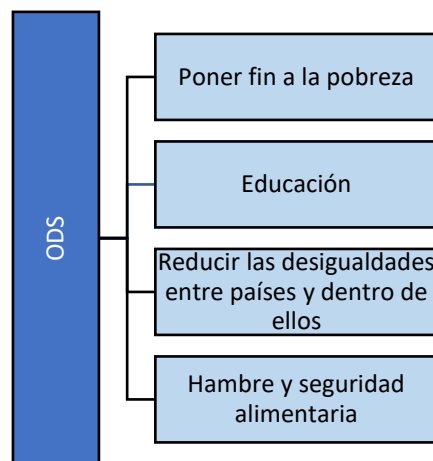 ODS
Poner fin a la pobreza
Educación
Reducir las desigualdades
entre países y dentro de
ellos
Hambre y seguridad
alimentaria